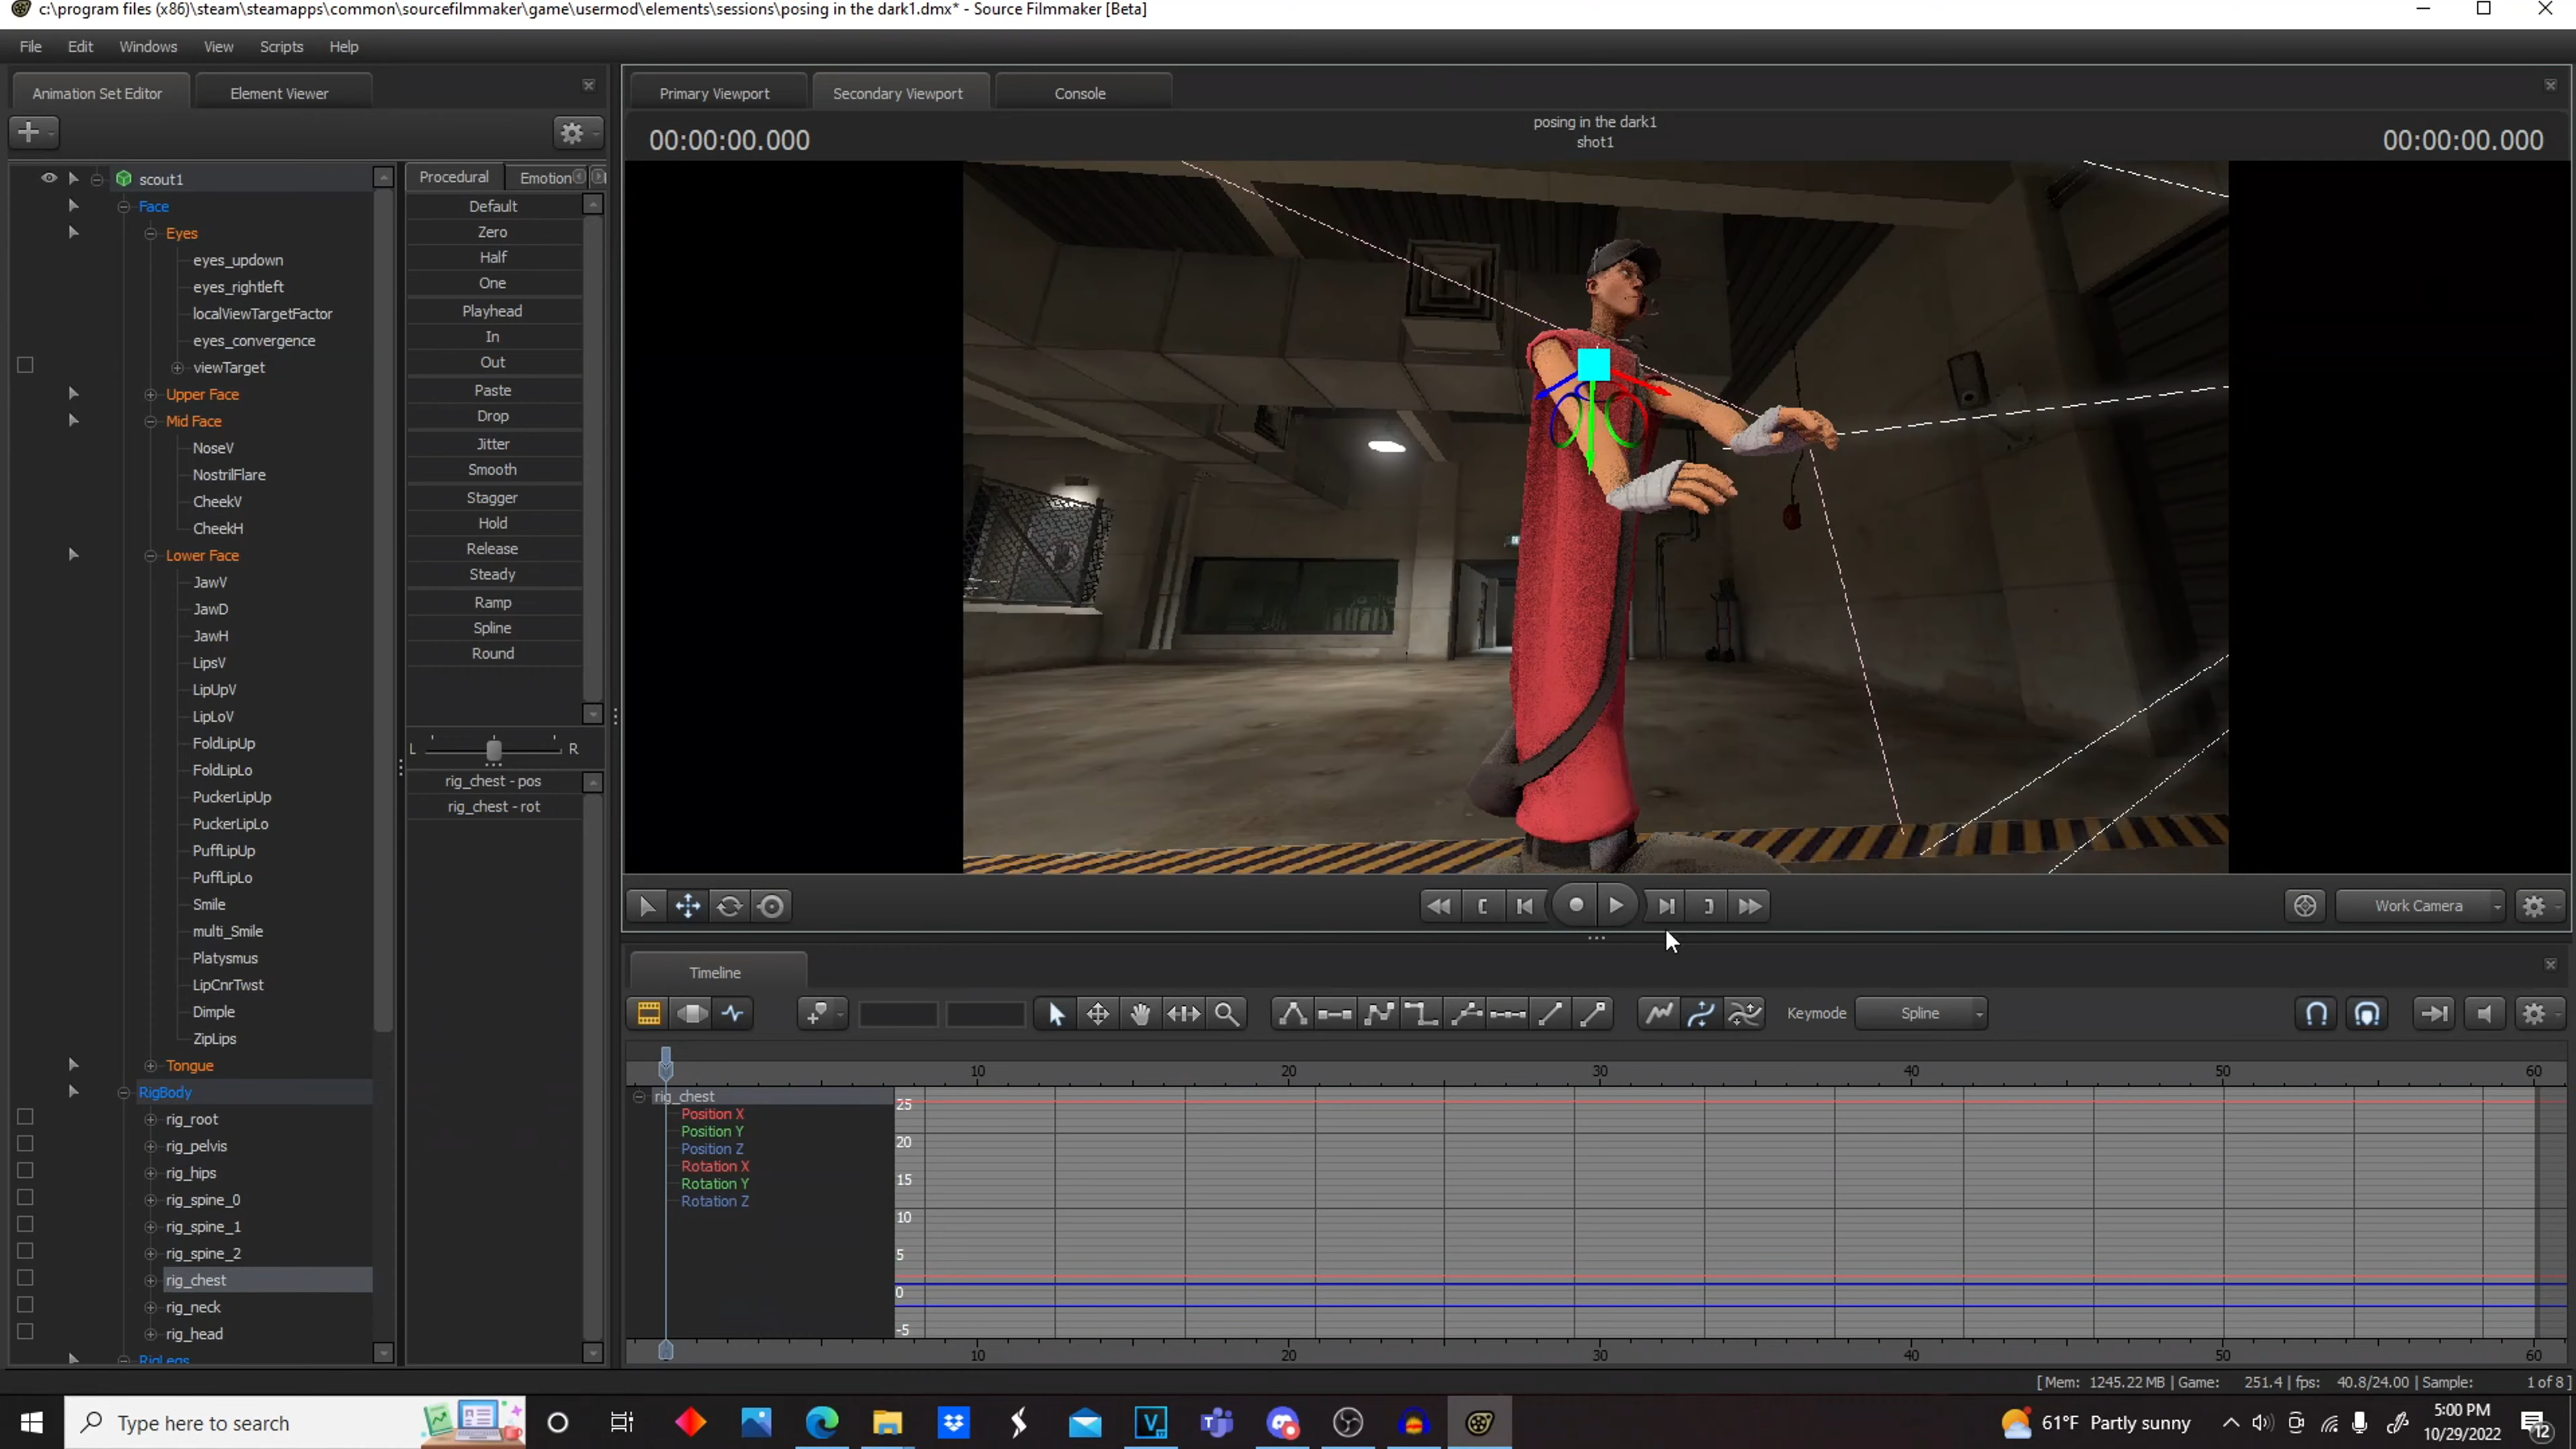 c:\program files (x86)\steam\steamapps\common\sourcefilmmaker\game\usermod\elements\sessions\posing in the dark1.dmx* - Source Filmmaker [Beta]
File Edit Windows View Scripts Help
Animation Set Editor Element Viewer
Primary Viewport Secondary Viewport Console
00:00:00.000
posing in the dark1
shot1
00:00:00.000
scout1
Face
Eyes
eyes_updown
eyes_rightleft
localViewTargetFactor
eyes_convergence
viewTarget
Upper Face
Mid Face
NoseV
NostrilFlare
CheekV
CheekH
Lower Face
JawV
JawD
JawH
LipsV
LipUpV
LipLoV
FoldLipUp
FoldLipLo
PuckerLipUp
PuckerLipLo
PuffLipUp
PuffLipLo
Smile
multi_Smile
Platysmus
LipCnrTwst
Dimple
ZipLips
Tongue
RigBody
rig_root
rig_pelvis
rig_hips
rig_spine_0
rig_spine_1
rig_spine_2
rig_chest
rig_neck
rig_head
RigLegs
Procedural Emotion
Default
Zero
Half
One
Playhead
In
Out
Paste
Drop
Jitter
Smooth
Stagger
Hold
Release
Steady
Ramp
Spline
Round
L R
rig_chest - pos
rig_chest - rot
Work Camera
Timeline
Keymode Spline
10 20 30 40 50 60
rig_chest
Position X
Position Y
Position Z
Rotation X
Rotation Y
Rotation Z
25
20
15
10
5
0
-5
10 20 30 40 50 60
[ Mem: 1245.22 MB | Game: 251.4 | fps: 40.8/24.00 | Sample: 1 of 8 ]
Type here to search
61°F Partly sunny
5:00 PM
10/29/2022
12